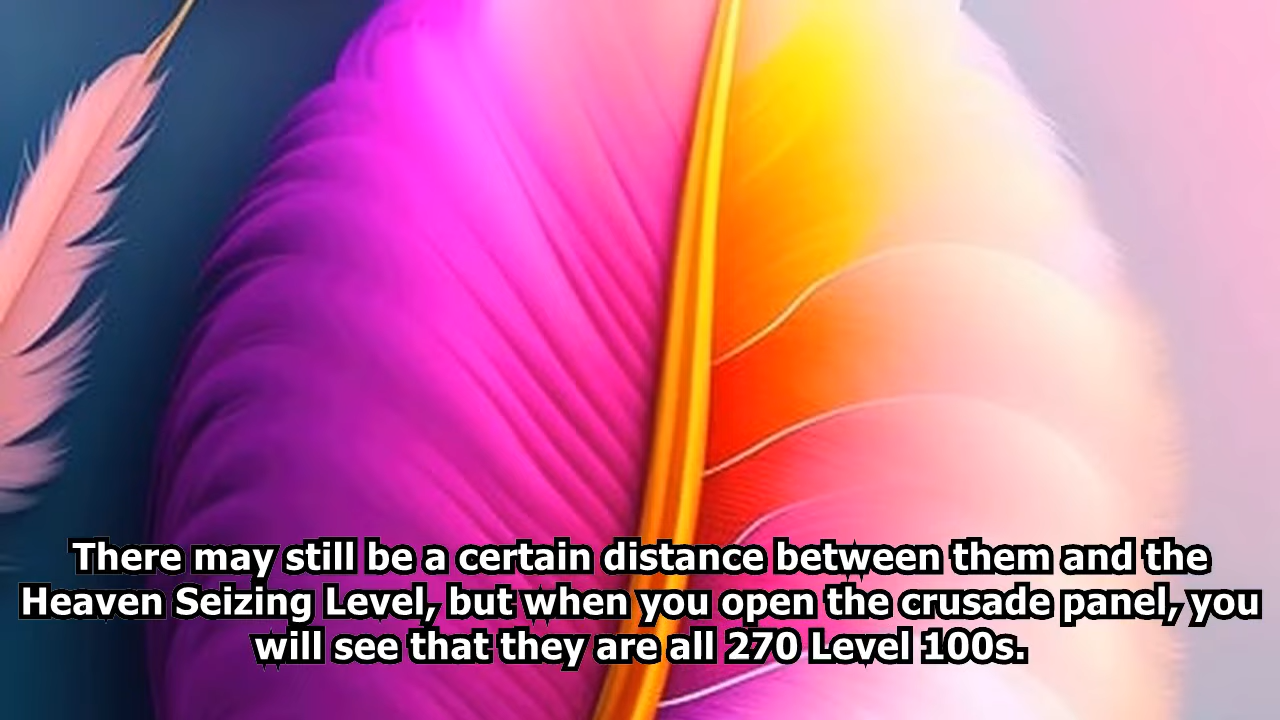 There may still be a certain distance between them and the
Heaven Seizing Level, but when you open the crusade panel, you
will see that they are all 270 Level 100s.